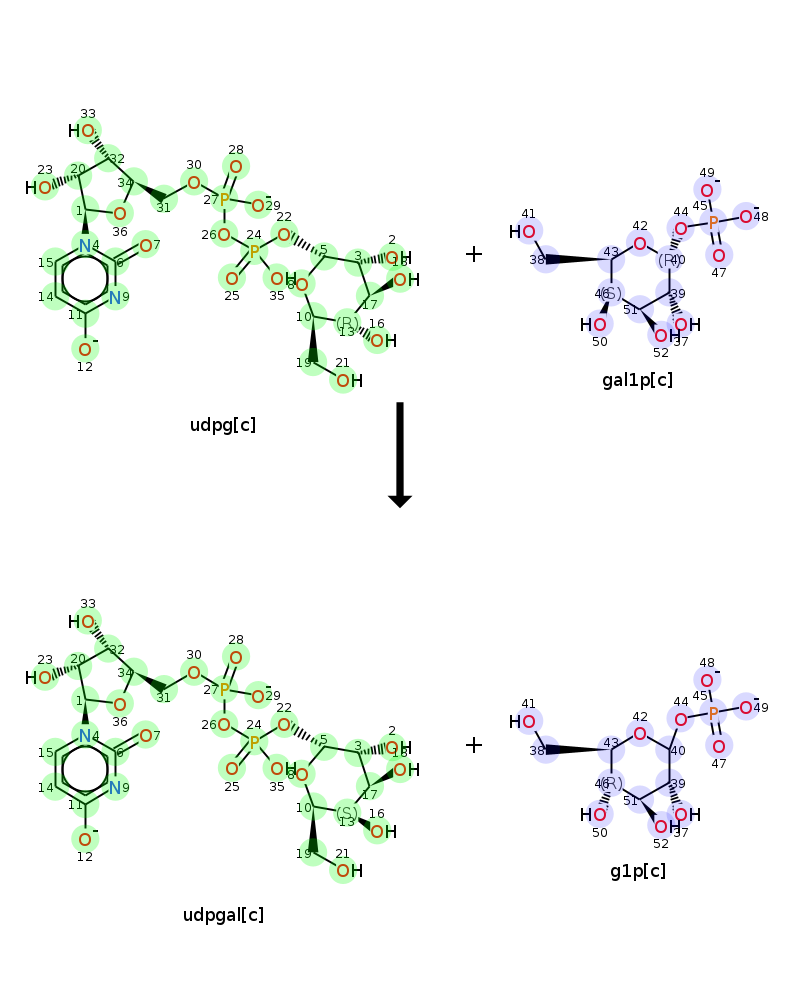 33
HO
32
28
O
23
HO
20
34
30
O
27 P
O 29
1
O
36
31
26 O
22
O
24
P
2
OH
N 4
O 7
15
6
14
N 9
11
O
12
O
25
OH
35
5
3
8 O
OH
17
10
(R)
13
16
OH
19
21
OH
udpg[c]
+
49
O
41
HO
42
O
44
O
45
P
O 48
38
43
(R)
40
O
47
46 (S)
39
51
HO
50
O
52
OH
37
gal1p[c]
33
HO
32
28
O
23
HO
20
34
30
O
27 P
O 29
1
O
36
31
26 O
22
O
24
P
2
OH
N 4
O 7
15
6
14
N 9
11
O
12
O
25
OH
35
5
3
8 O
OH
17
10
(S)
13
16
OH
19
21
OH
udpgal[c]
+
48
O
41
HO
42
O
44
O
45
P
O 49
38
43
40
O
47
46 (R)
39
51
HO
50
O
52
OH
37
g1p[c]